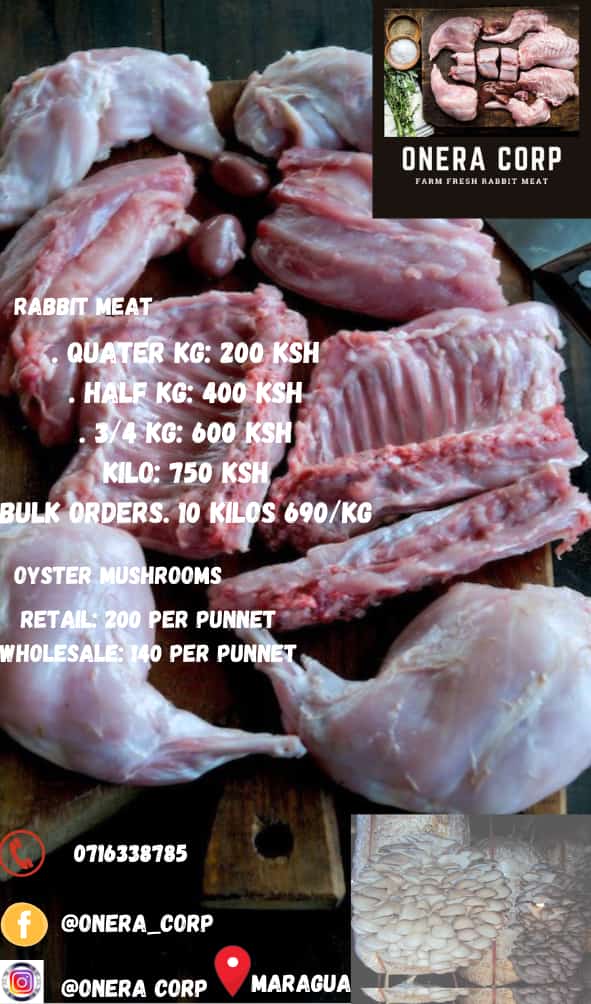 ONERA CORP
FARM FRESH RABBIT MEAT
RABBIT MEAT
. QUATER KG: 200 KSH
. HALF KG: 400 KSH
. 3/4 KG: 600 KSH
KILO: 750 KSH
BULK ORDERS. 10 KILOS 690/KG
OYSTER MUSHROOMS
RETAIL: 200 PER PUNNET
WHOLESALE: 140 PER PUNNET
0716338785
@ONERA_CORP
@ONERA CORP
MARAGUA